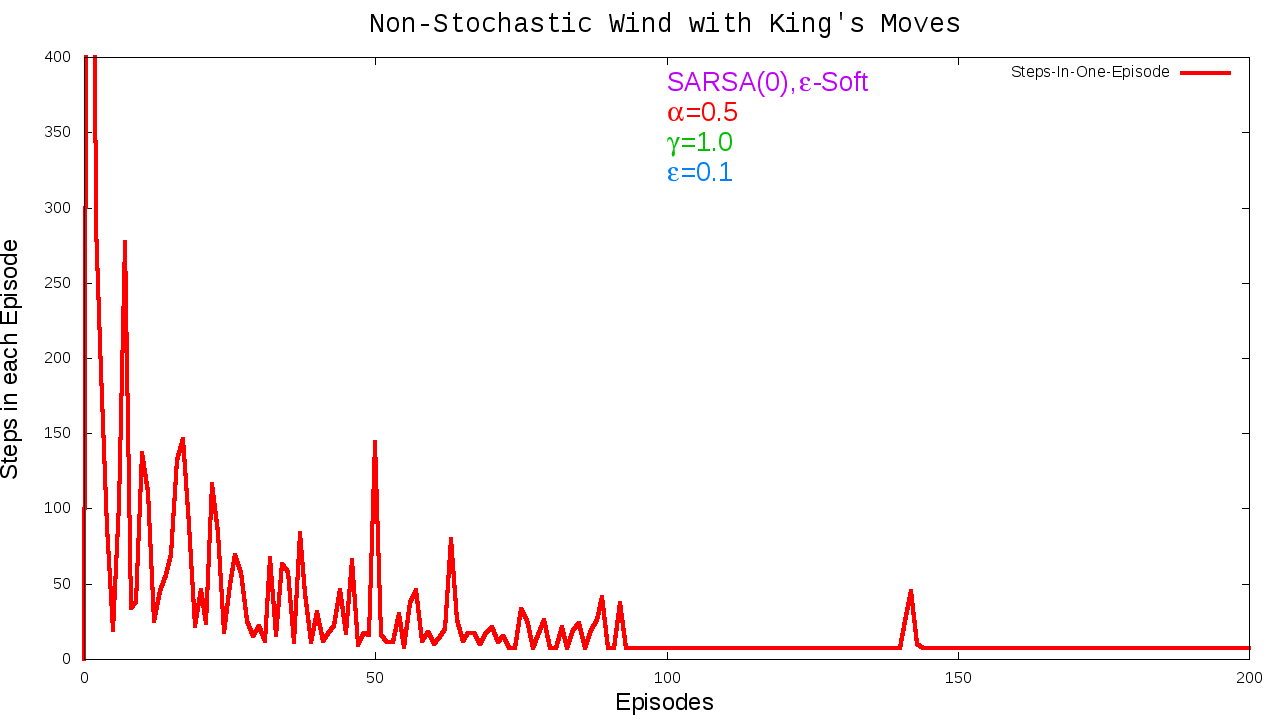 Non-Stochastic Wind with King's Moves
Steps-In-One-Episode
SARSA(0), ε-Soft
α=0.5
γ=1.0
ε=0.1
Steps in each Episode
400
350
300
250
200
150
100
50
0
0 50 100 150 200
Episodes